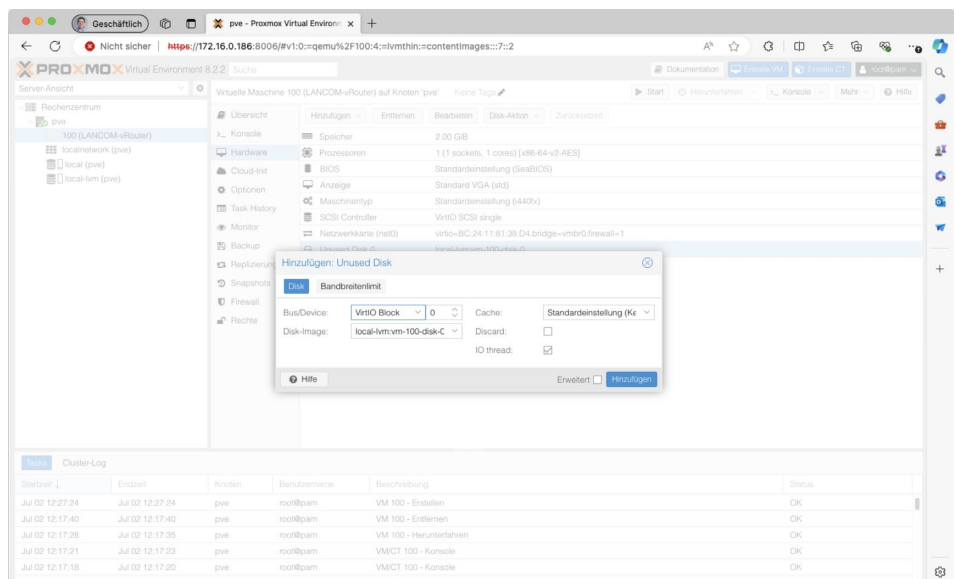 Geschäftlich
pve - Proxmox Virtual Environm
Nicht sicher https://172.16.0.186:8006/#v1:0:=qemu%2F100:4:=lvmthin:=contentImages:::7::2
PROXMOX Virtual Environment 8.2.2 Suche
Dokumentation Erstelle VM Erstelle CT root@pam
Server-Ansicht
Virtuelle Maschine 100 (LANCOM-vRouter) auf Knoten 'pve' Keine Tags
Start Herunterfahren Konsole Mehr Hilfe
Rechenzentrum
pve
100 (LANCOM-vRouter)
localnetwork (pve)
local (pve)
local-lvm (pve)
Übersicht
Konsole
Hardware
Cloud-Init
Optionen
Task History
Monitor
Backup
Replizierung
Snapshots
Firewall
Rechte
Hinzufügen Entfernen Bearbeiten Disk-Aktion Zurücksetzen
Speicher 2.00 GiB
Prozessoren 1 (1 sockets, 1 cores) [x86-64-v2-AES]
BIOS Standardeinstellung (SeaBIOS)
Anzeige Standard VGA (std)
Maschinentyp Standardeinstellung (i440fx)
SCSI Controller VirtIO SCSI single
Netzwerkkarte (net0) virtio=BC:24:11:81:38:D4,bridge=vmbr0,firewall=1
Unused Disk 0 local-lvm:vm-100-disk-0
Hinzufügen: Unused Disk
Disk Bandbreitenlimit
Bus/Device: VirtIO Block 0 Cache: Standardeinstellung (Ke
Disk-Image: local-lvm:vm-100-disk-0 Discard:
IO thread:
Hilfe Erweitert Hinzufügen
Tasks Cluster-Log
Startzeit ↓ Endzeit Knoten Benutzername Beschreibung Status
Jul 02 12:27:24 Jul 02 12:27:24 pve root@pam VM 100 - Erstellen OK
Jul 02 12:17:40 Jul 02 12:17:40 pve root@pam VM 100 - Entfernen OK
Jul 02 12:17:28 Jul 02 12:17:35 pve root@pam VM 100 - Herunterfahren OK
Jul 02 12:17:21 Jul 02 12:17:23 pve root@pam VM/CT 100 - Konsole OK
Jul 02 12:17:18 Jul 02 12:17:20 pve root@pam VM/CT 100 - Konsole OK